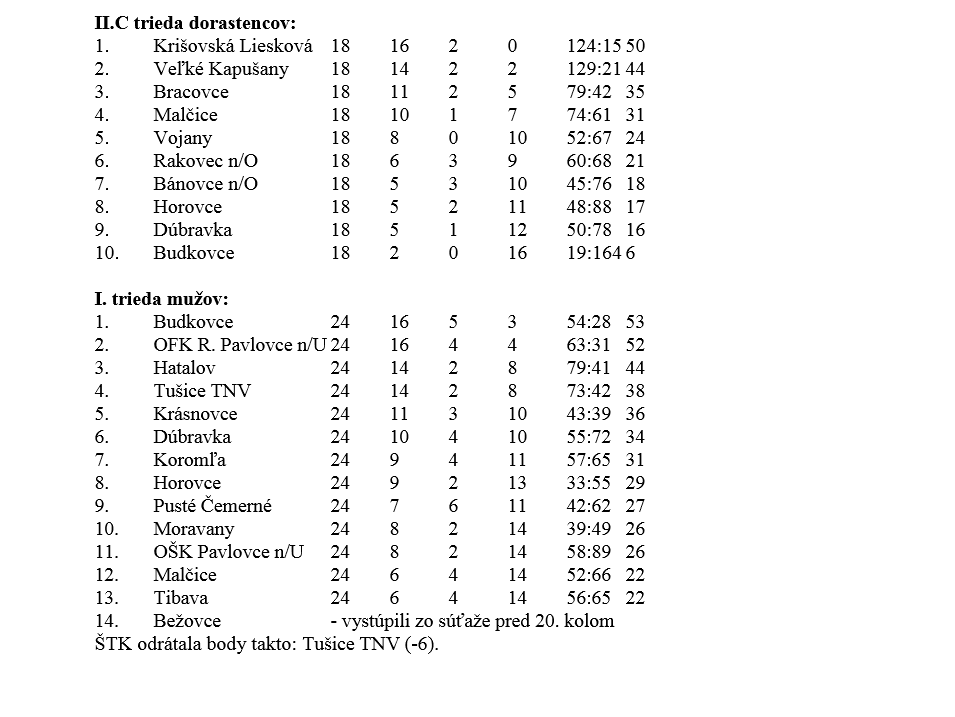 II.C trieda dorastencov:
1. Krišovská Liesková 18 16 2 0 124:15 50
2. Veľké Kapušany 18 14 2 2 129:21 44
3. Bracovce 18 11 2 5 79:42 35
4. Malčice 18 10 1 7 74:61 31
5. Vojany 18 8 0 10 52:67 24
6. Rakovec n/O 18 6 3 9 60:68 21
7. Bánovce n/O 18 5 3 10 45:76 18
8. Horovce 18 5 2 11 48:88 17
9. Dúbravka 18 5 1 12 50:78 16
10. Budkovce 18 2 0 16 19:164 6
I. trieda mužov:
1. Budkovce 24 16 5 3 54:28 53
2. OFK R. Pavlovce n/U 24 16 4 4 63:31 52
3. Hatalov 24 14 2 8 79:41 44
4. Tušice TNV 24 14 2 8 73:42 38
5. Krásnovce 24 11 3 10 43:39 36
6. Dúbravka 24 10 4 10 55:72 34
7. Koromľa 24 9 4 11 57:65 31
8. Horovce 24 9 2 13 33:55 29
9. Pusté Čemerné 24 7 6 11 42:62 27
10. Moravany 24 8 2 14 39:49 26
11. OŠK Pavlovce n/U 24 8 2 14 58:89 26
12. Malčice 24 6 4 14 52:66 22
13. Tibava 24 6 4 14 56:65 22
14. Bežovce - vystúpili zo súťaže pred 20. kolom
ŠTK odrátala body takto: Tušice TNV (-6).